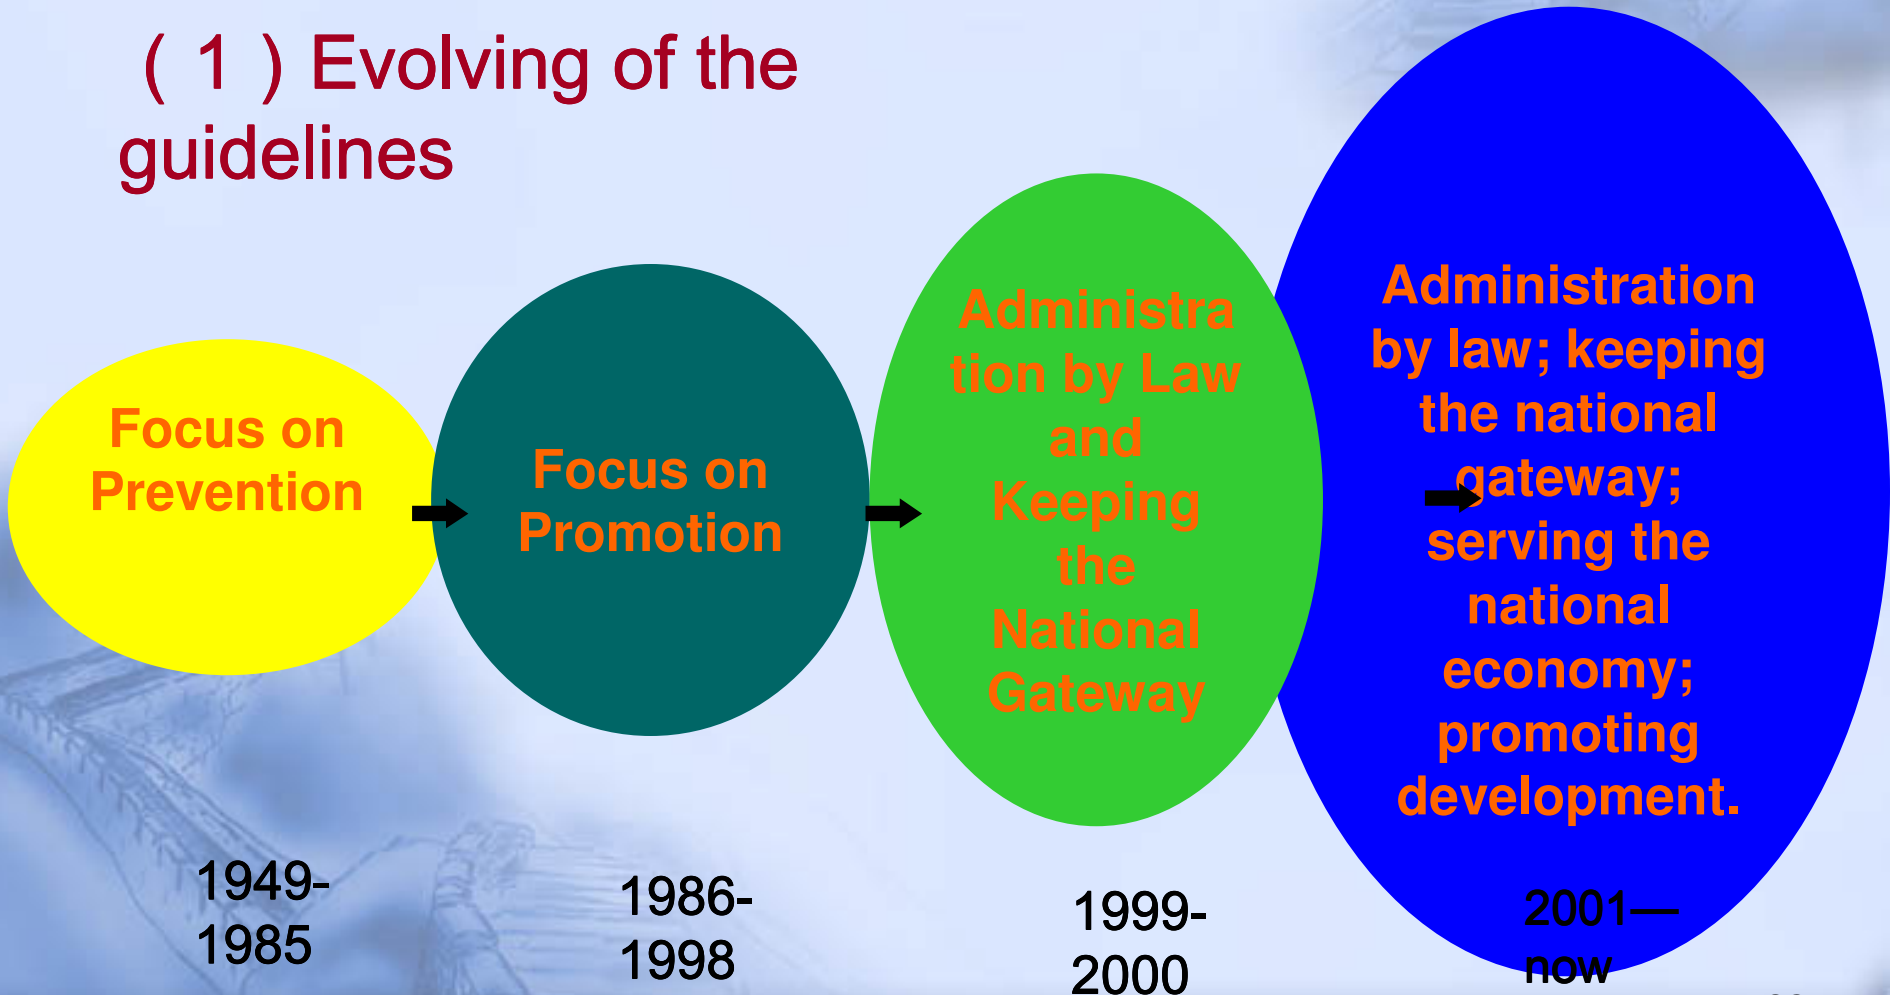 ( 1 ) Evolving of the
guidelines
Focus on
Prevention
Focus on
Promotion
Administra
tion by Law
and
Keeping
the
National
Gateway
Administration
by law; keeping
the national
gateway;
serving the
national
economy;
promoting
development.
1949-
1985
1986-
1998
1999-
2000
2001—
now